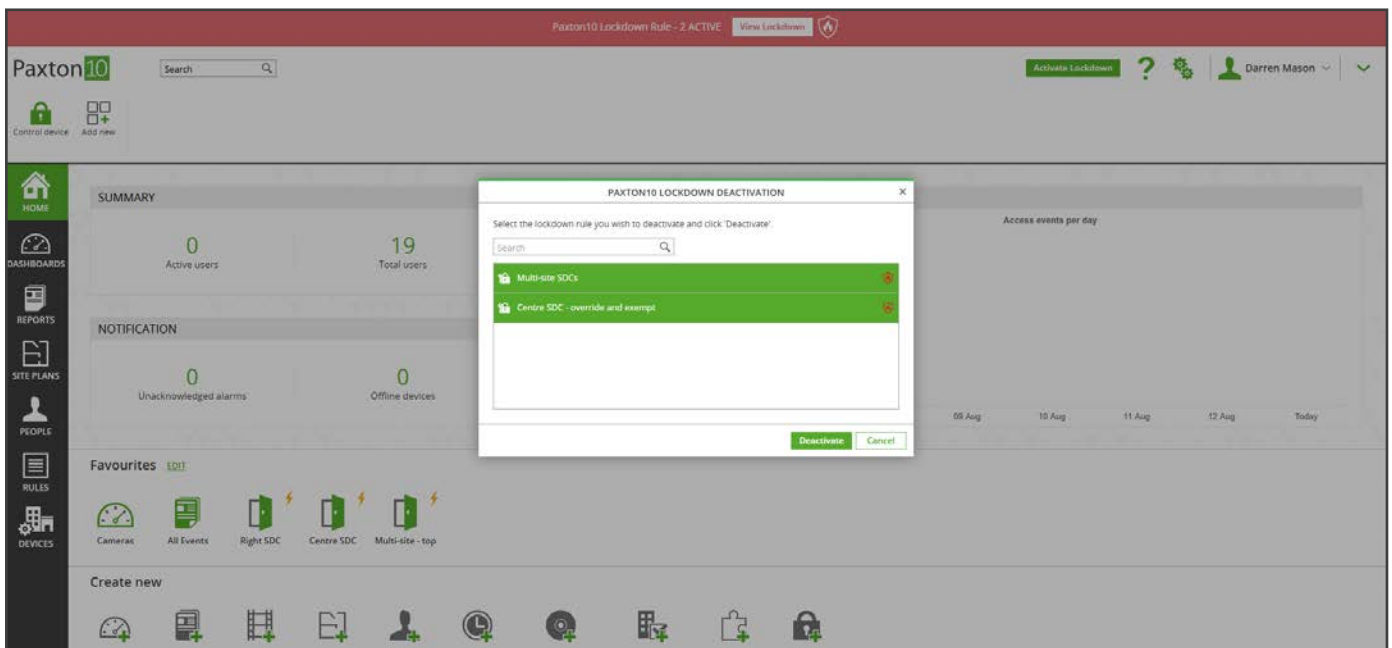 Paxton10 Lockdown Rule - 2 ACTIVE View Lockdown
Paxton10 Search Activate Lockdown ? Darren Mason
Control device Add new
HOME
DASHBOARDS
REPORTS
SITE PLANS
PEOPLE
RULES
DEVICES
SUMMARY
0 19
Active users Total users
NOTIFICATION
0 0
Unacknowledged alarms Offline devices
PAXTON10 LOCKDOWN DEACTIVATION X
Select the lockdown rule you wish to deactivate and click 'Deactivate'.
Search
Multi-site SDCs
Centre SDC - override and exempt
Deactivate Cancel
Access events per day
09 Aug 10 Aug 11 Aug 12 Aug Today
Favourites EDIT
Cameras All Events Right SDC Centre SDC Multi-site - top
Create new